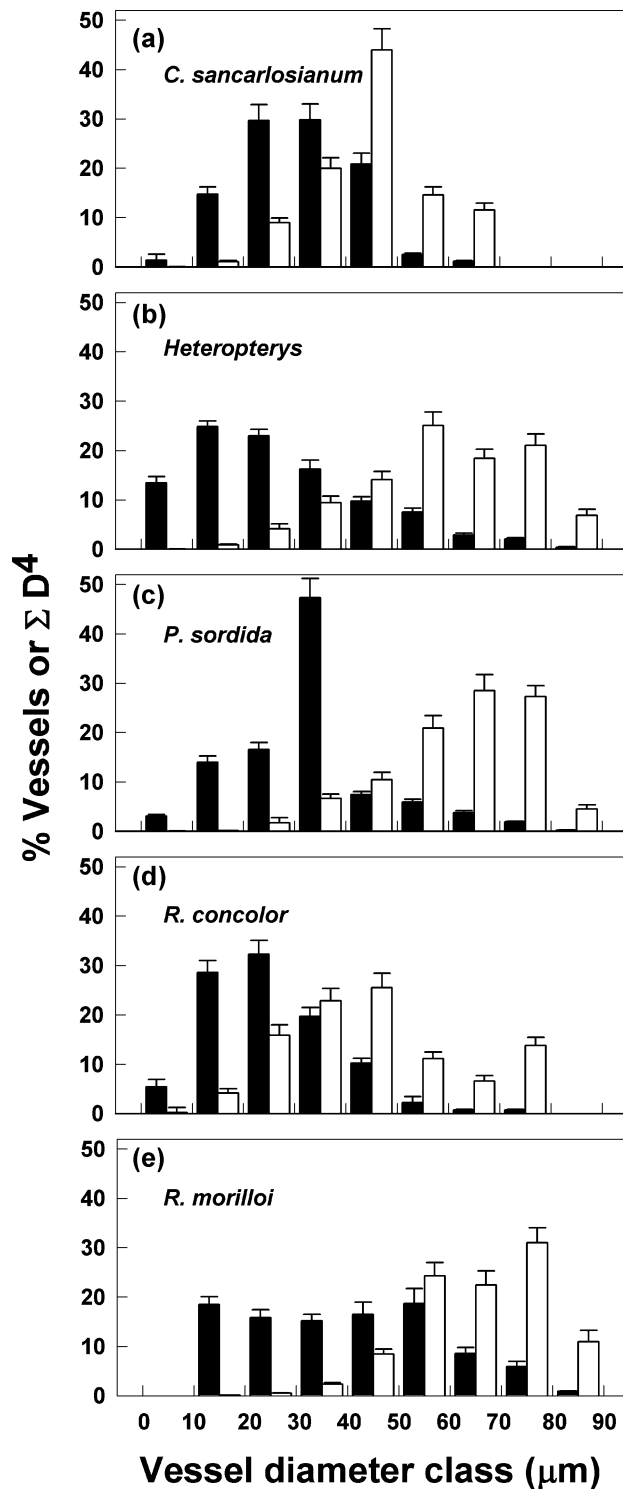 (a)
C. sancarlosianum
50
40
30
20
10
0
(b)
Heteropterys
50
40
30
20
10
0
(c)
P. sordida
50
40
30
20
10
0
(d)
R. concolor
50
40
30
20
10
0
(e)
R. morilloi
50
40
30
20
10
0
% Vessels or Σ D⁴
0 10 20 30 40 50 60 70 80 90
Vessel diameter class (μm)